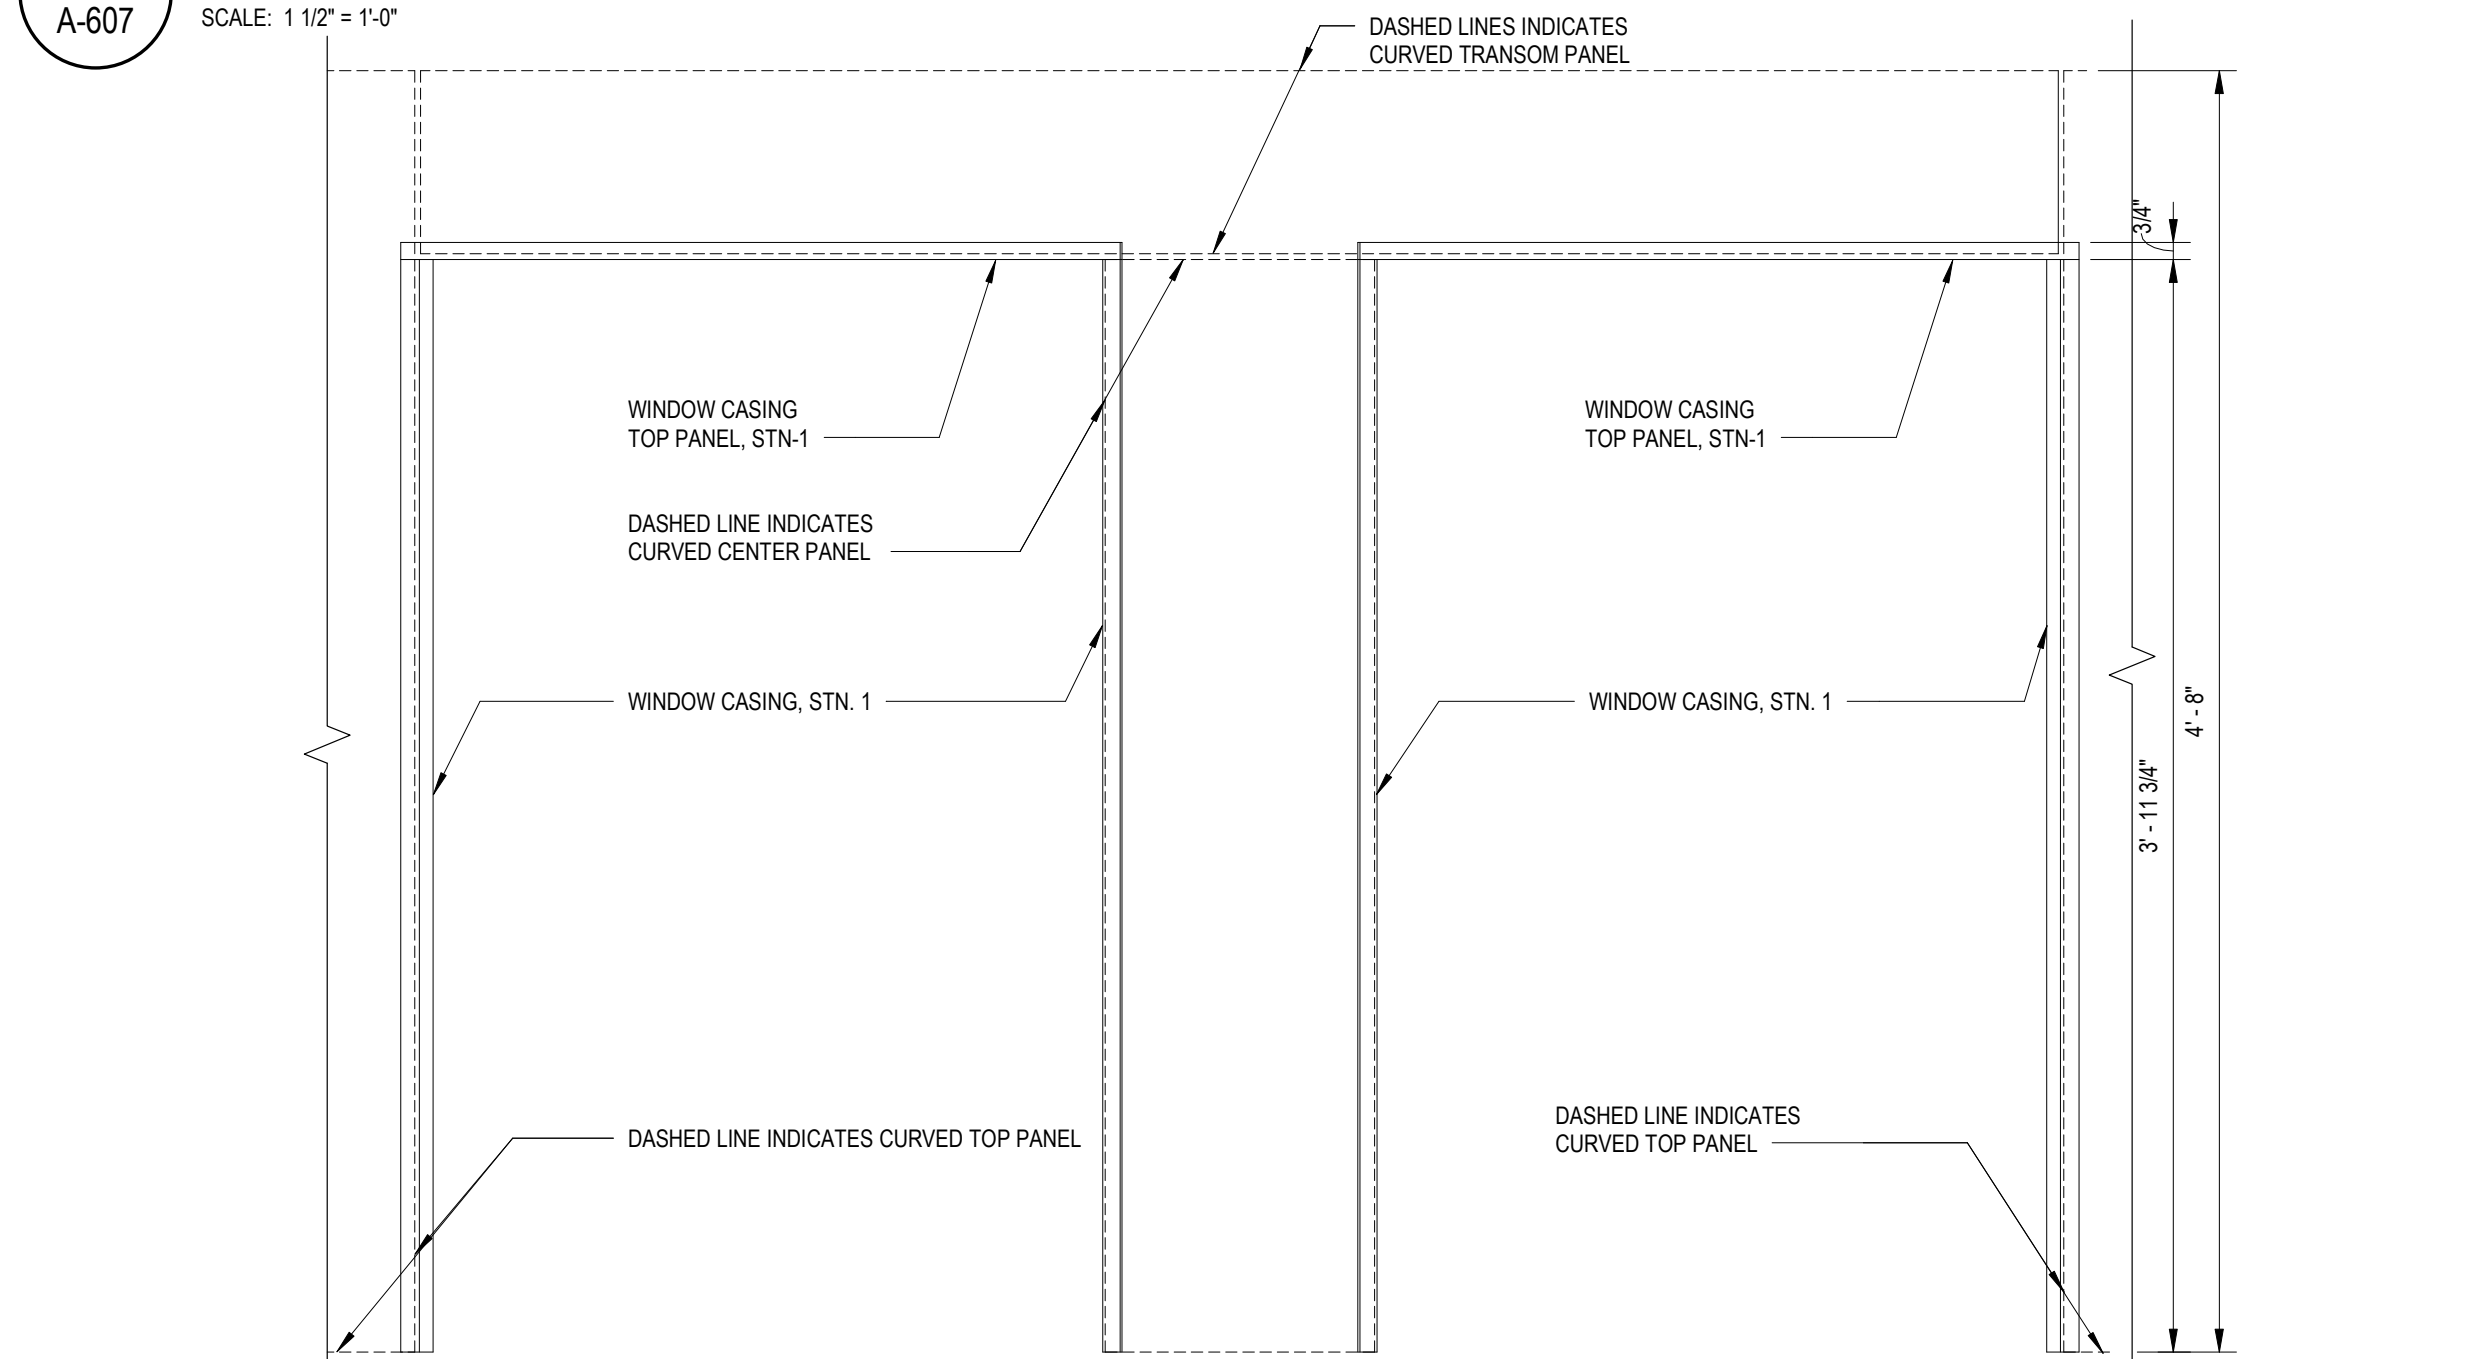 A-607
SCALE: 1 1/2" = 1'-0"
DASHED LINES INDICATES
CURVED TRANSOM PANEL
3/4"
WINDOW CASING
TOP PANEL, STN-1
WINDOW CASING
TOP PANEL, STN-1
DASHED LINE INDICATES
CURVED CENTER PANEL
WINDOW CASING, STN. 1
WINDOW CASING, STN. 1
4' - 8"
3' - 11 3/4"
DASHED LINE INDICATES CURVED TOP PANEL
DASHED LINE INDICATES
CURVED TOP PANEL